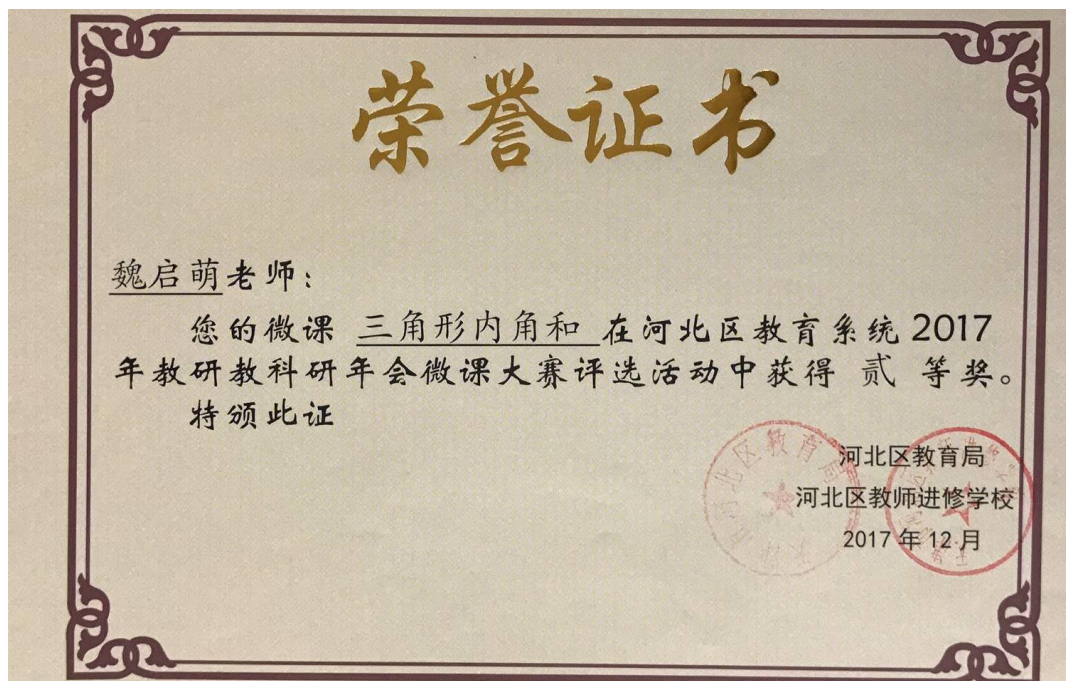 荣誉证书
魏启萌老师：
您的微课 三角形内角和 在河北区教育系统2017
年教研教科研年会微课大赛评选活动中获得 贰 等奖。
特颁此证
河北区教育局
河北区教师进修学校
2017年12月